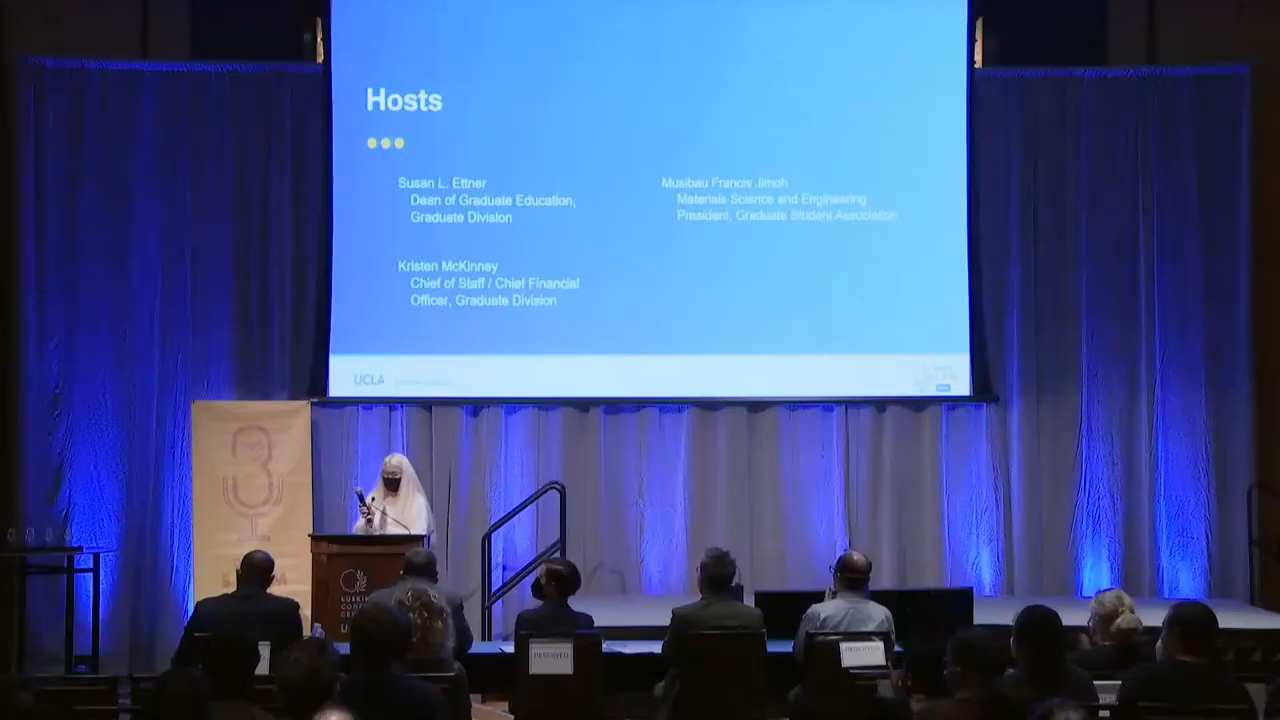 Hosts
Susan L. Ettner
Dean of Graduate Education,
Graduate Division
Kristen McKinney
Chief of Staff / Chief Financial
Officer, Graduate Division
Musibau Francis Jimoh
Materials Science and Engineering
President, Graduate Student Association
UCLA
LUSKIN
RESERVED